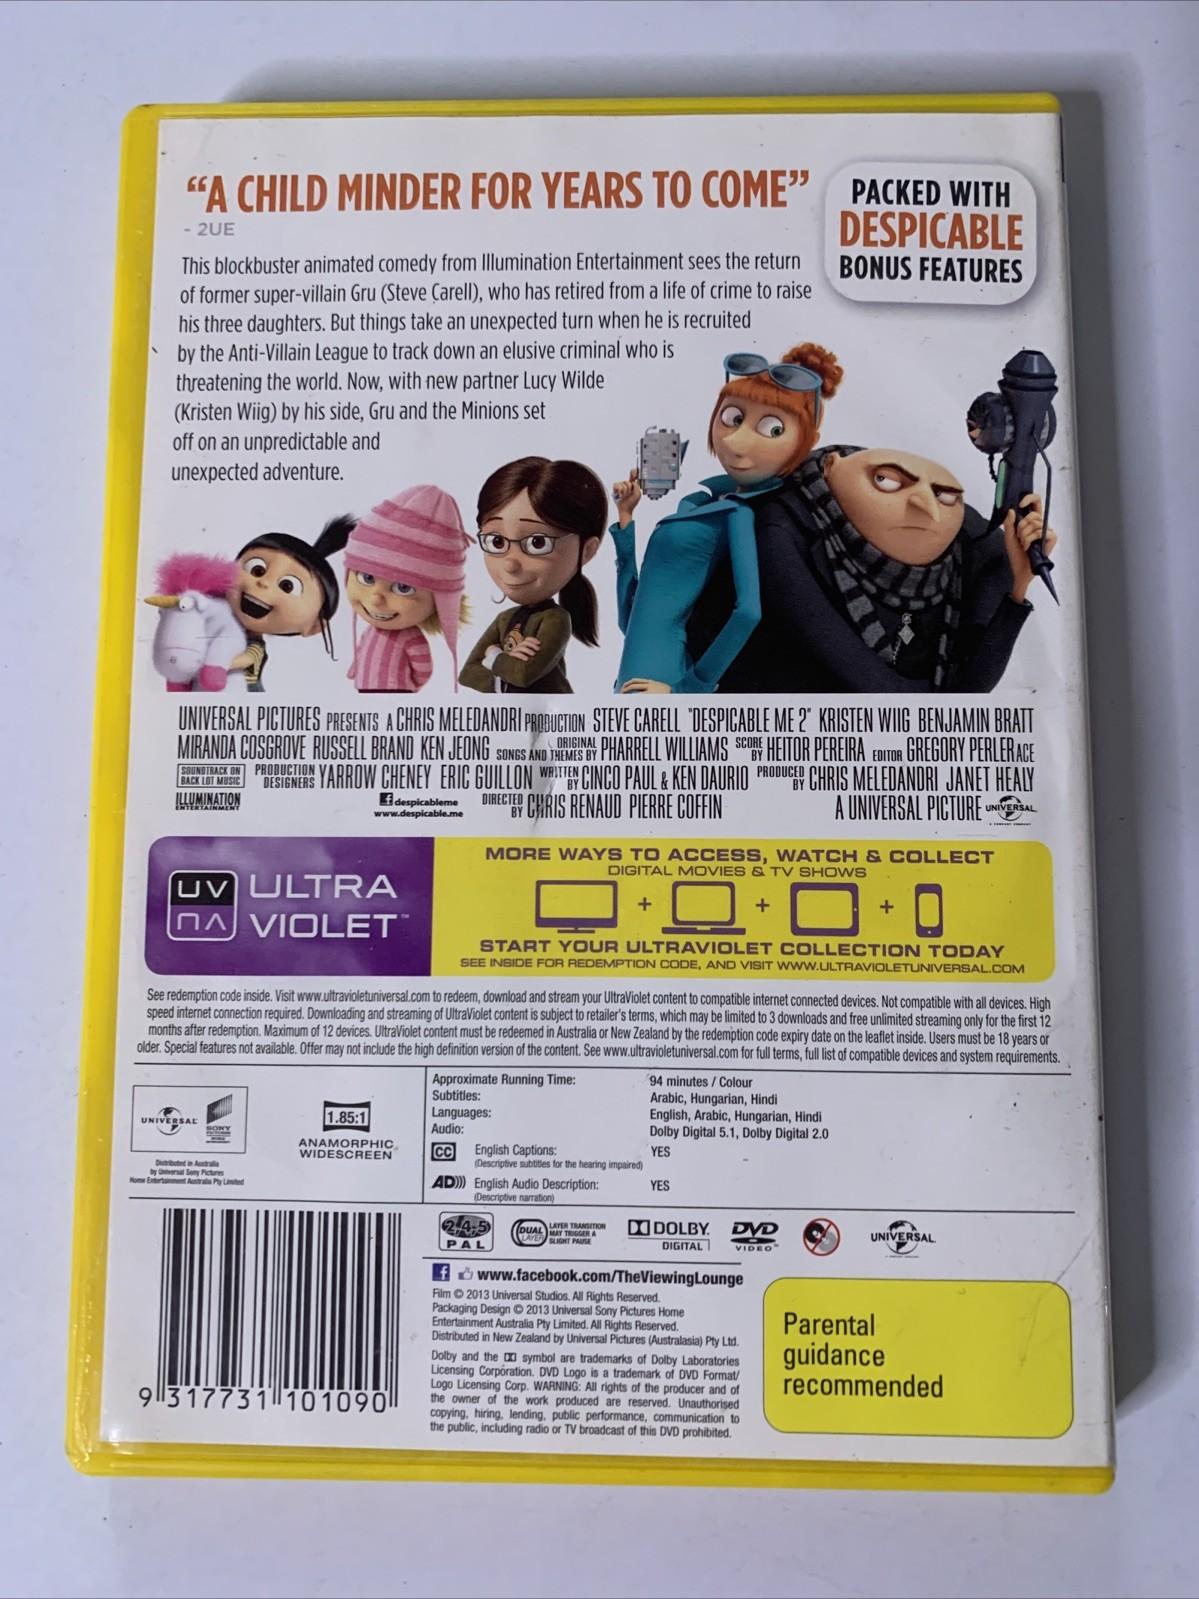 “A CHILD MINDER FOR YEARS TO COME”
- 2UE
PACKED WITH
DESPICABLE
BONUS FEATURES
This blockbuster animated comedy from Illumination Entertainment sees the return
of former super-villain Gru (Steve Carell), who has retired from a life of crime to raise
his three daughters. But things take an unexpected turn when he is recruited
by the Anti-Villain League to track down an elusive criminal who is
threatening the world. Now, with new partner Lucy Wilde
(Kristen Wiig) by his side, Gru and the Minions set
off on an unpredictable and
unexpected adventure.
UNIVERSAL PICTURES PRESENTS A CHRIS MELEDANDRI PRODUCTION STEVE CARELL "DESPICABLE ME 2" KRISTEN WIIG BENJAMIN BRATT
MIRANDA COSGROVE RUSSELL BRAND KEN JEONG ORIGINAL SONGS AND THEMES BY PHARRELL WILLIAMS SCORE BY HEITOR PEREIRA EDITOR GREGORY PERLER ACE
SOUNDTRACK ON BACK LOT MUSIC PRODUCTION DESIGNERS YARROW CHENEY ERIC GUILLON WRITTEN BY CINCO PAUL & KEN DAURIO PRODUCED BY CHRIS MELEDANDRI JANET HEALY
ILLUMINATION ENTERTAINMENT despicableme www.despicable.me DIRECTED BY CHRIS RENAUD PIERRE COFFIN A UNIVERSAL PICTURE UNIVERSAL
UV
ULTRA
VIOLET™
MORE WAYS TO ACCESS, WATCH & COLLECT
DIGITAL MOVIES & TV SHOWS
+ + +
START YOUR ULTRAVIOLET COLLECTION TODAY
SEE INSIDE FOR REDEMPTION CODE, AND VISIT WWW.ULTRAVIOLETUNIVERSAL.COM
See redemption code inside. Visit www.ultravioletuniversal.com to redeem, download and stream your UltraViolet content to compatible internet connected devices. Not compatible with all devices. High
speed internet connection required. Downloading and streaming of UltraViolet content is subject to retailer's terms, which may be limited to 3 downloads and free unlimited streaming only for the first 12
months after redemption. Maximum of 12 devices. UltraViolet content must be redeemed in Australia or New Zealand by the redemption code expiry date on the leaflet inside. Users must be 18 years or
older. Special features not available. Offer may not include the high definition version of the content. See www.ultravioletuniversal.com for full terms, full list of compatible devices and system requirements.
UNIVERSAL
SONY
PICTURES
Distributed in Australia
by Universal Sony Pictures
Home Entertainment Australia Pty Limited
1.85:1
ANAMORPHIC
WIDESCREEN
Approximate Running Time: 94 minutes / Colour
Subtitles: Arabic, Hungarian, Hindi
Languages: English, Arabic, Hungarian, Hindi
Audio: Dolby Digital 5.1, Dolby Digital 2.0
CC English Captions: YES
(Descriptive subtitles for the hearing impaired)
AD))) English Audio Description: YES
(Descriptive narration)
2-4-5
PAL
DUAL LAYER
LAYER TRANSITION
MAY TRIGGER A
SLIGHT PAUSE
DOLBY
DIGITAL
DVD
VIDEO™
UNIVERSAL
www.facebook.com/TheViewingLounge
Film © 2013 Universal Studios. All Rights Reserved.
Packaging Design © 2013 Universal Sony Pictures Home
Entertainment Australia Pty Limited. All Rights Reserved.
Distributed in New Zealand by Universal Pictures (Australasia) Pty Ltd.
Dolby and the symbol are trademarks of Dolby Laboratories
Licensing Corporation. DVD Logo is a trademark of DVD Format/
Logo Licensing Corp. WARNING: All rights of the producer and of
the owner of the work produced are reserved. Unauthorised
copying, hiring, lending, public performance, communication to
the public, including radio or TV broadcast of this DVD prohibited.
9 317731 101090
Parental
guidance
recommended